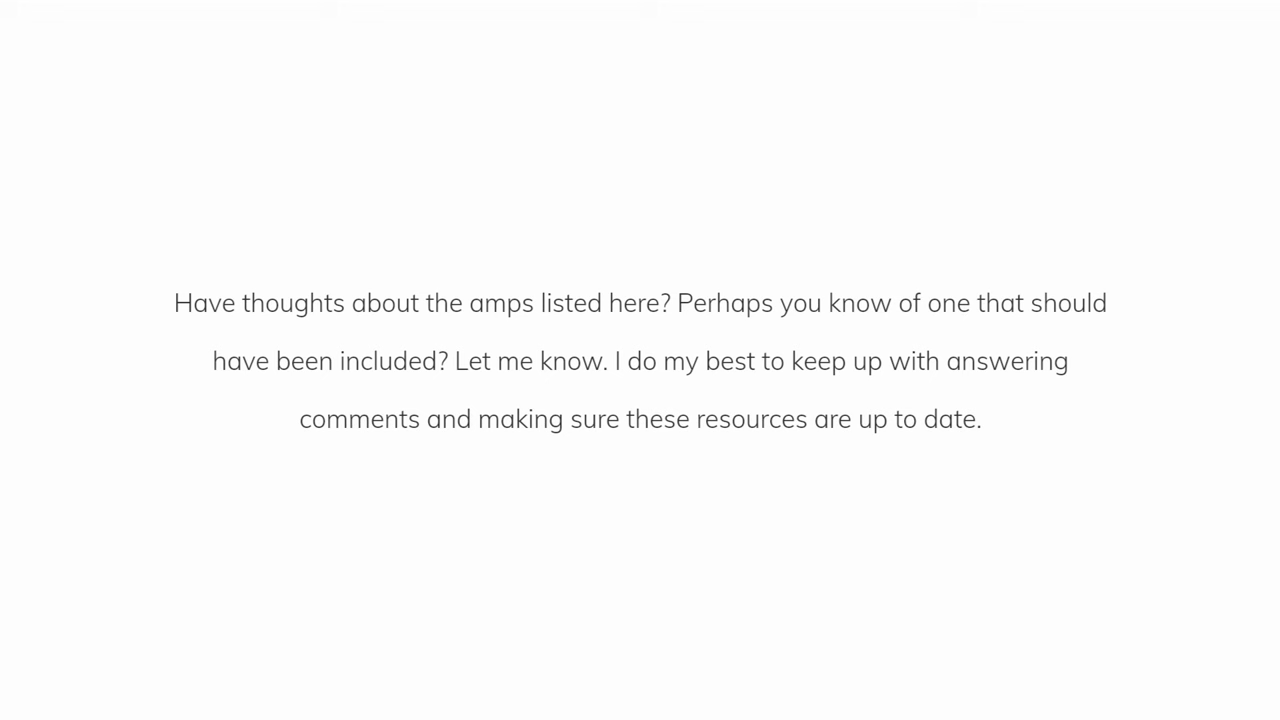 Have thoughts about the amps listed here? Perhaps you know of one that should
have been included? Let me know. I do my best to keep up with answering
comments and making sure these resources are up to date.